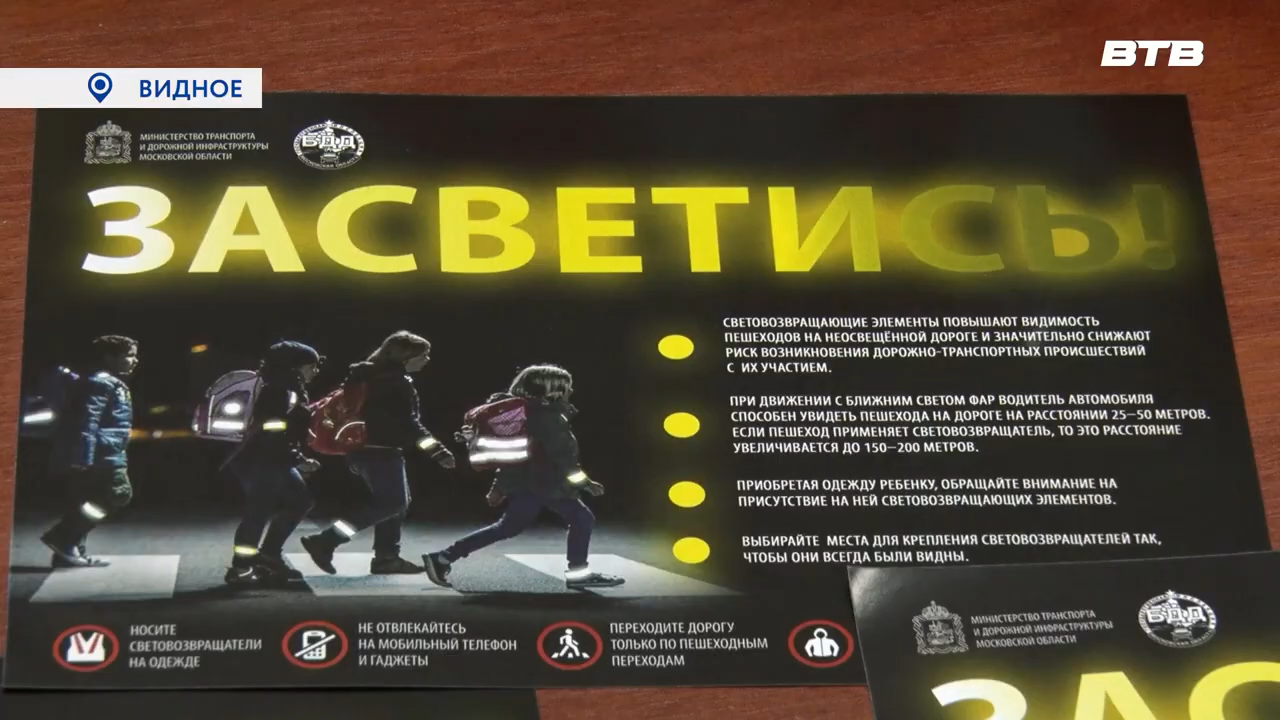 ВТВ
ВИДНОЕ
МИНИСТЕРСТВО ТРАНСПОРТА
И ДОРОЖНОЙ ИНФРАСТРУКТУРЫ
МОСКОВСКОЙ ОБЛАСТИ
БДД
ЗАСВЕТИСЬ!
СВЕТОВОЗВРАЩАЮЩИЕ ЭЛЕМЕНТЫ ПОВЫШАЮТ ВИДИМОСТЬ
ПЕШЕХОДОВ НА НЕОСВЕЩЁННОЙ ДОРОГЕ И ЗНАЧИТЕЛЬНО СНИЖАЮТ
РИСК ВОЗНИКНОВЕНИЯ ДОРОЖНО-ТРАНСПОРТНЫХ ПРОИСШЕСТВИЙ
С ИХ УЧАСТИЕМ.
ПРИ ДВИЖЕНИИ С БЛИЖНИМ СВЕТОМ ФАР ВОДИТЕЛЬ АВТОМОБИЛЯ
СПОСОБЕН УВИДЕТЬ ПЕШЕХОДА НА ДОРОГЕ НА РАССТОЯНИИ 25—50 МЕТРОВ.
ЕСЛИ ПЕШЕХОД ПРИМЕНЯЕТ СВЕТОВОЗВРАЩАТЕЛЬ, ТО ЭТО РАССТОЯНИЕ
УВЕЛИЧИВАЕТСЯ ДО 150—200 МЕТРОВ.
ПРИОБРЕТАЯ ОДЕЖДУ РЕБЕНКУ, ОБРАЩАЙТЕ ВНИМАНИЕ НА
ПРИСУТСТВИЕ НА НЕЙ СВЕТОВОЗВРАЩАЮЩИХ ЭЛЕМЕНТОВ.
ВЫБИРАЙТЕ МЕСТА ДЛЯ КРЕПЛЕНИЯ СВЕТОВОЗВРАЩАТЕЛЕЙ ТАК,
ЧТОБЫ ОНИ ВСЕГДА БЫЛИ ВИДНЫ.
НОСИТЕ
СВЕТОВОЗВРАЩАТЕЛИ
НА ОДЕЖДЕ
НЕ ОТВЛЕКАЙТЕСЬ
НА МОБИЛЬНЫЙ ТЕЛЕФОН
И ГАДЖЕТЫ
ПЕРЕХОДИТЕ ДОРОГУ
ТОЛЬКО ПО ПЕШЕХОДНЫМ
ПЕРЕХОДАМ
МИНИСТЕРСТВО ТРАНСПОРТА
И ДОРОЖНОЙ ИНФРАСТРУКТУРЫ
МОСКОВСКОЙ ОБЛАСТИ
БДД
ЗАС